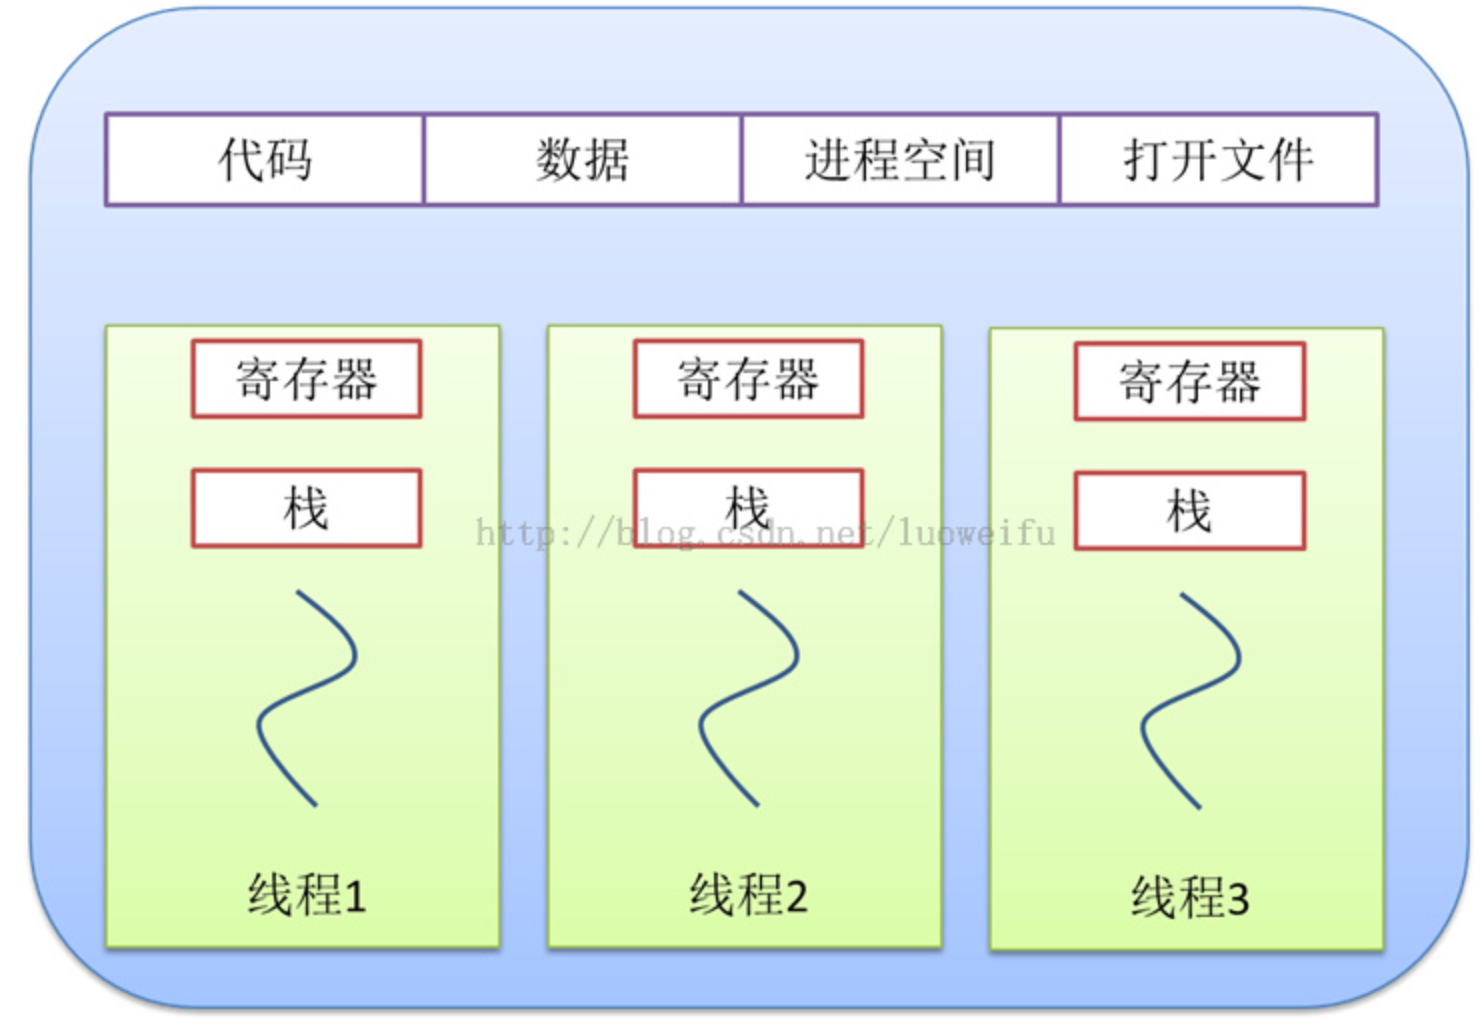 代码 数据 进程空间 打开文件
寄存器 寄存器 寄存器
栈 栈 栈
http://blog.csdn.net/luoweifu
线程1 线程2 线程3